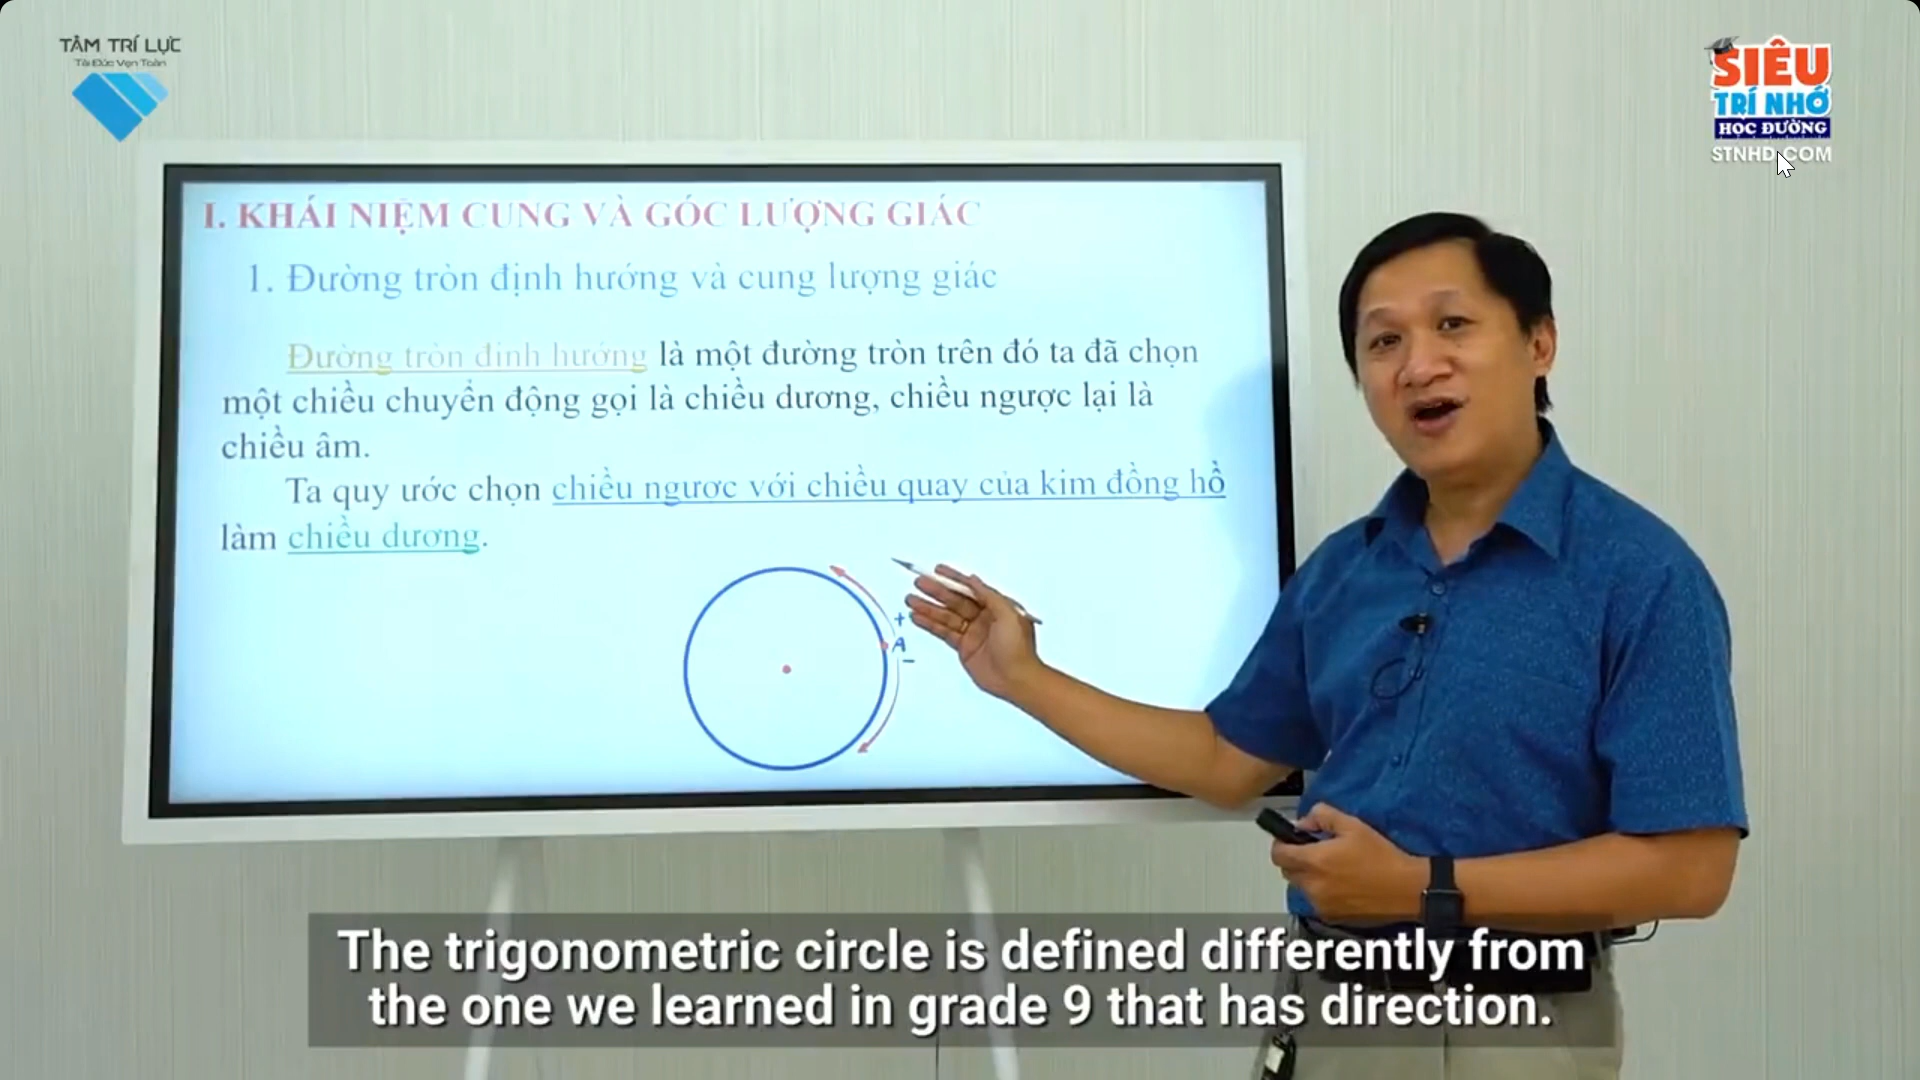 TÂM TRÍ LỰC
Tài Đức Vẹn Toàn
SIÊU
TRÍ NHỚ
HỌC ĐƯỜNG
STNHD.COM
I. KHÁI NIỆM CUNG VÀ GÓC LƯỢNG GIÁC
1. Đường tròn định hướng và cung lượng giác
Đường tròn định hướng là một đường tròn trên đó ta đã chọn
một chiều chuyển động gọi là chiều dương, chiều ngược lại là
chiều âm.
Ta quy ước chọn chiều ngược với chiều quay của kim đồng hồ
làm chiều dương.
+
A
−
The trigonometric circle is defined differently from
the one we learned in grade 9 that has direction.